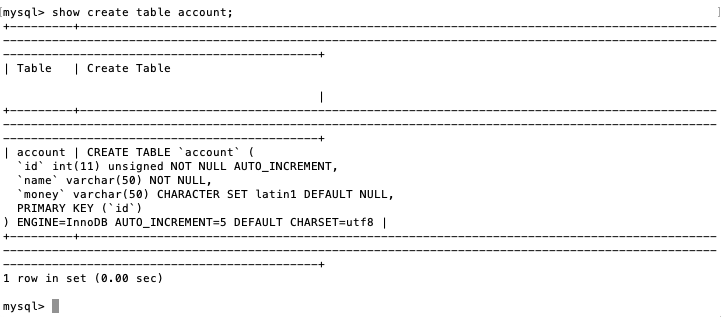 [mysql> show create table account;
+---------+-----------------------------------------------------------------------------------------
----------------------------------------------------------------------------------------------------
---------------------------------------------+
| Table   | Create Table

                                             |
+---------+-----------------------------------------------------------------------------------------
----------------------------------------------------------------------------------------------------
---------------------------------------------+
| account | CREATE TABLE `account` (
  `id` int(11) unsigned NOT NULL AUTO_INCREMENT,
  `name` varchar(50) NOT NULL,
  `money` varchar(50) CHARACTER SET latin1 DEFAULT NULL,
  PRIMARY KEY (`id`)
) ENGINE=InnoDB AUTO_INCREMENT=5 DEFAULT CHARSET=utf8 |
+---------+-----------------------------------------------------------------------------------------
----------------------------------------------------------------------------------------------------
---------------------------------------------+
1 row in set (0.00 sec)

mysql>